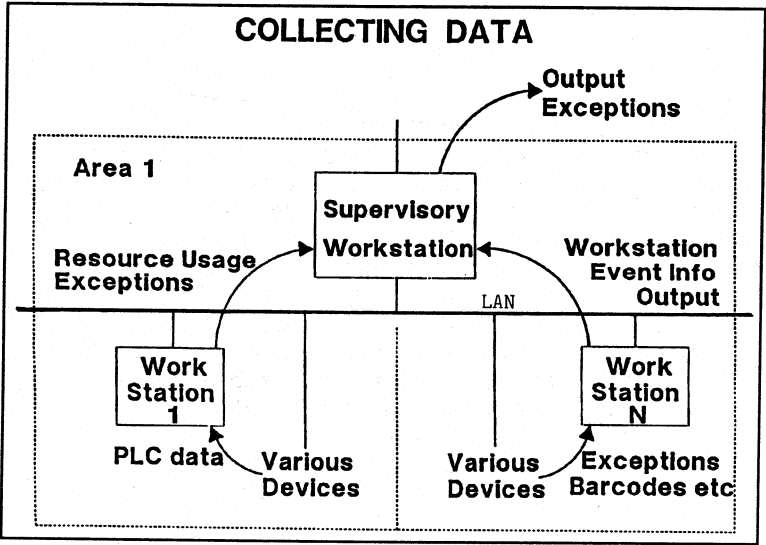 COLLECTING DATA
Output
Exceptions
Area 1
Supervisory
Workstation
Resource Usage
Exceptions
Workstation
Event Info
Output
LAN
Work
Station
1
Work
Station
N
PLC data
Various
Devices
Various
Devices
Exceptions
Barcodes etc